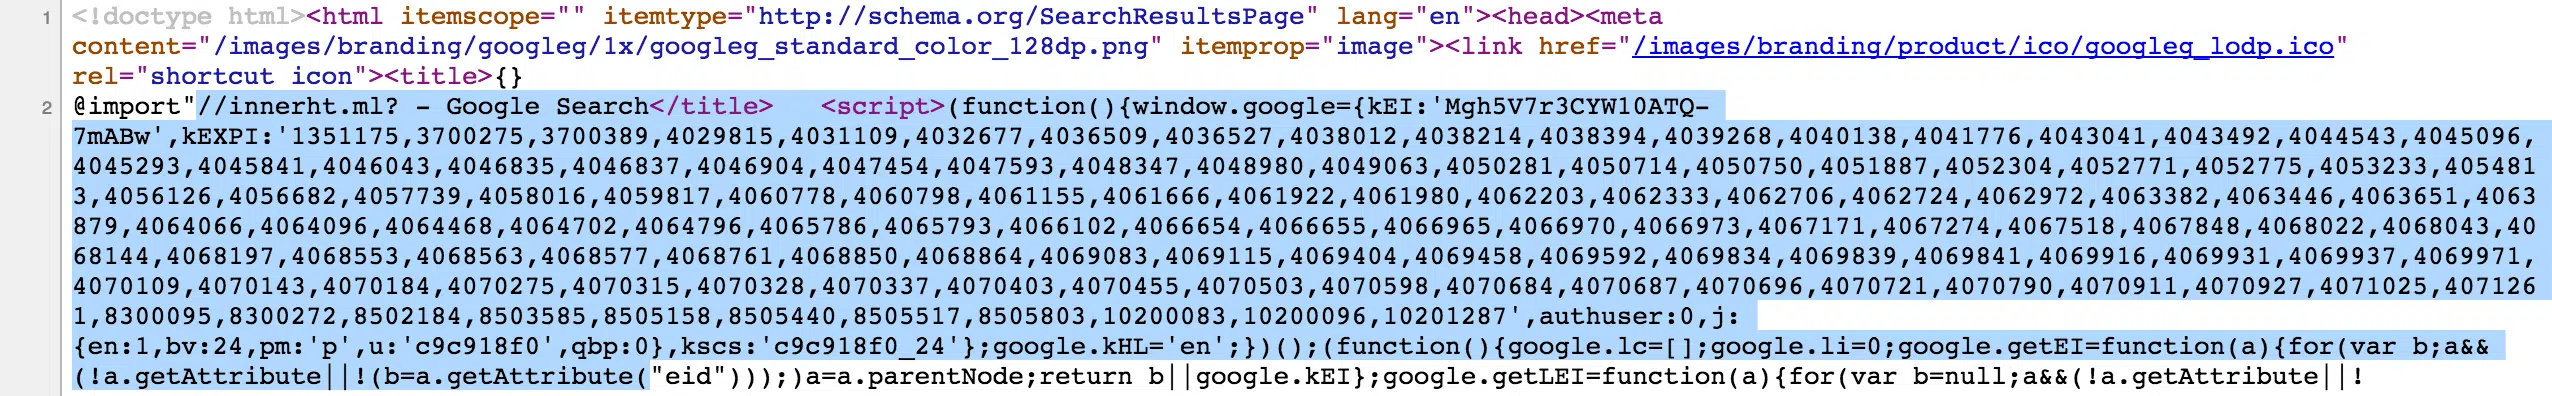 1 <!doctype html><html itemscope="" itemtype="http://schema.org/SearchResultsPage" lang="en"><head><meta
content="/images/branding/googleg/1x/googleg_standard_color_128dp.png" itemprop="image"><link href="/images/branding/product/ico/googleg_lodp.ico"
rel="shortcut icon"><title>{}
2 @import"//innerht.ml? - Google Search</title>   <script>(function(){window.google={kEI:'Mgh5V7r3CYW10ATQ-
7mABw',kEXPI:'1351175,3700275,3700389,4029815,4031109,4032677,4036509,4036527,4038012,4038214,4038394,4039268,4040138,4041776,4043041,4043492,4044543,4045096,
4045293,4045841,4046043,4046835,4046837,4046904,4047454,4047593,4048347,4048980,4049063,4050281,4050714,4050750,4051887,4052304,4052771,4052775,4053233,405481
3,4056126,4056682,4057739,4058016,4059817,4060778,4060798,4061155,4061666,4061922,4061980,4062203,4062333,4062706,4062724,4062972,4063382,4063446,4063651,4063
879,4064066,4064096,4064468,4064702,4064796,4065786,4065793,4066102,4066654,4066655,4066965,4066970,4066973,4067171,4067274,4067518,4067848,4068022,4068043,40
68144,4068197,4068553,4068563,4068577,4068761,4068850,4068864,4069083,4069115,4069404,4069458,4069592,4069834,4069839,4069841,4069916,4069931,4069937,4069971,
4070109,4070143,4070184,4070275,4070315,4070328,4070337,4070403,4070455,4070503,4070598,4070684,4070687,4070696,4070721,4070790,4070911,4070927,4071025,407126
1,8300095,8300272,8502184,8503585,8505158,8505440,8505517,8505803,10200083,10200096,10201287',authuser:0,j:
{en:1,bv:24,pm:'p',u:'c9c918f0',qbp:0},kscs:'c9c918f0_24'};google.kHL='en';})();(function(){google.lc=[];google.li=0;google.getEI=function(a){for(var b;a&&
(!a.getAttribute||!(b=a.getAttribute("eid")));)a=a.parentNode;return b||google.kEI};google.getLEI=function(a){for(var b=null;a&&(!a.getAttribute||!